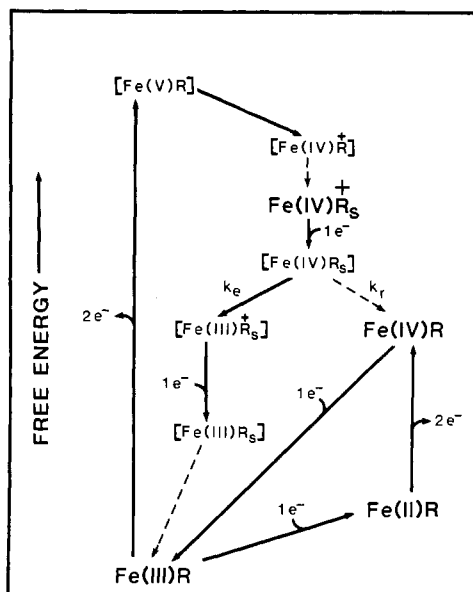 [Fe(V)R]
[Fe(IV)R⁺]
Fe(IV)Rs⁺
1e⁻
[Fe(IV)Rs]
ke
kr
[Fe(III)Rs⁺]
Fe(IV)R
2e⁻
1e⁻
1e⁻
2e⁻
[Fe(III)Rs]
1e⁻
Fe(II)R
Fe(III)R
FREE ENERGY